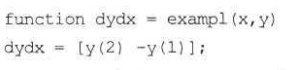 function dydx = exampl(x,y)
dydx = [y(2) -y(1)];